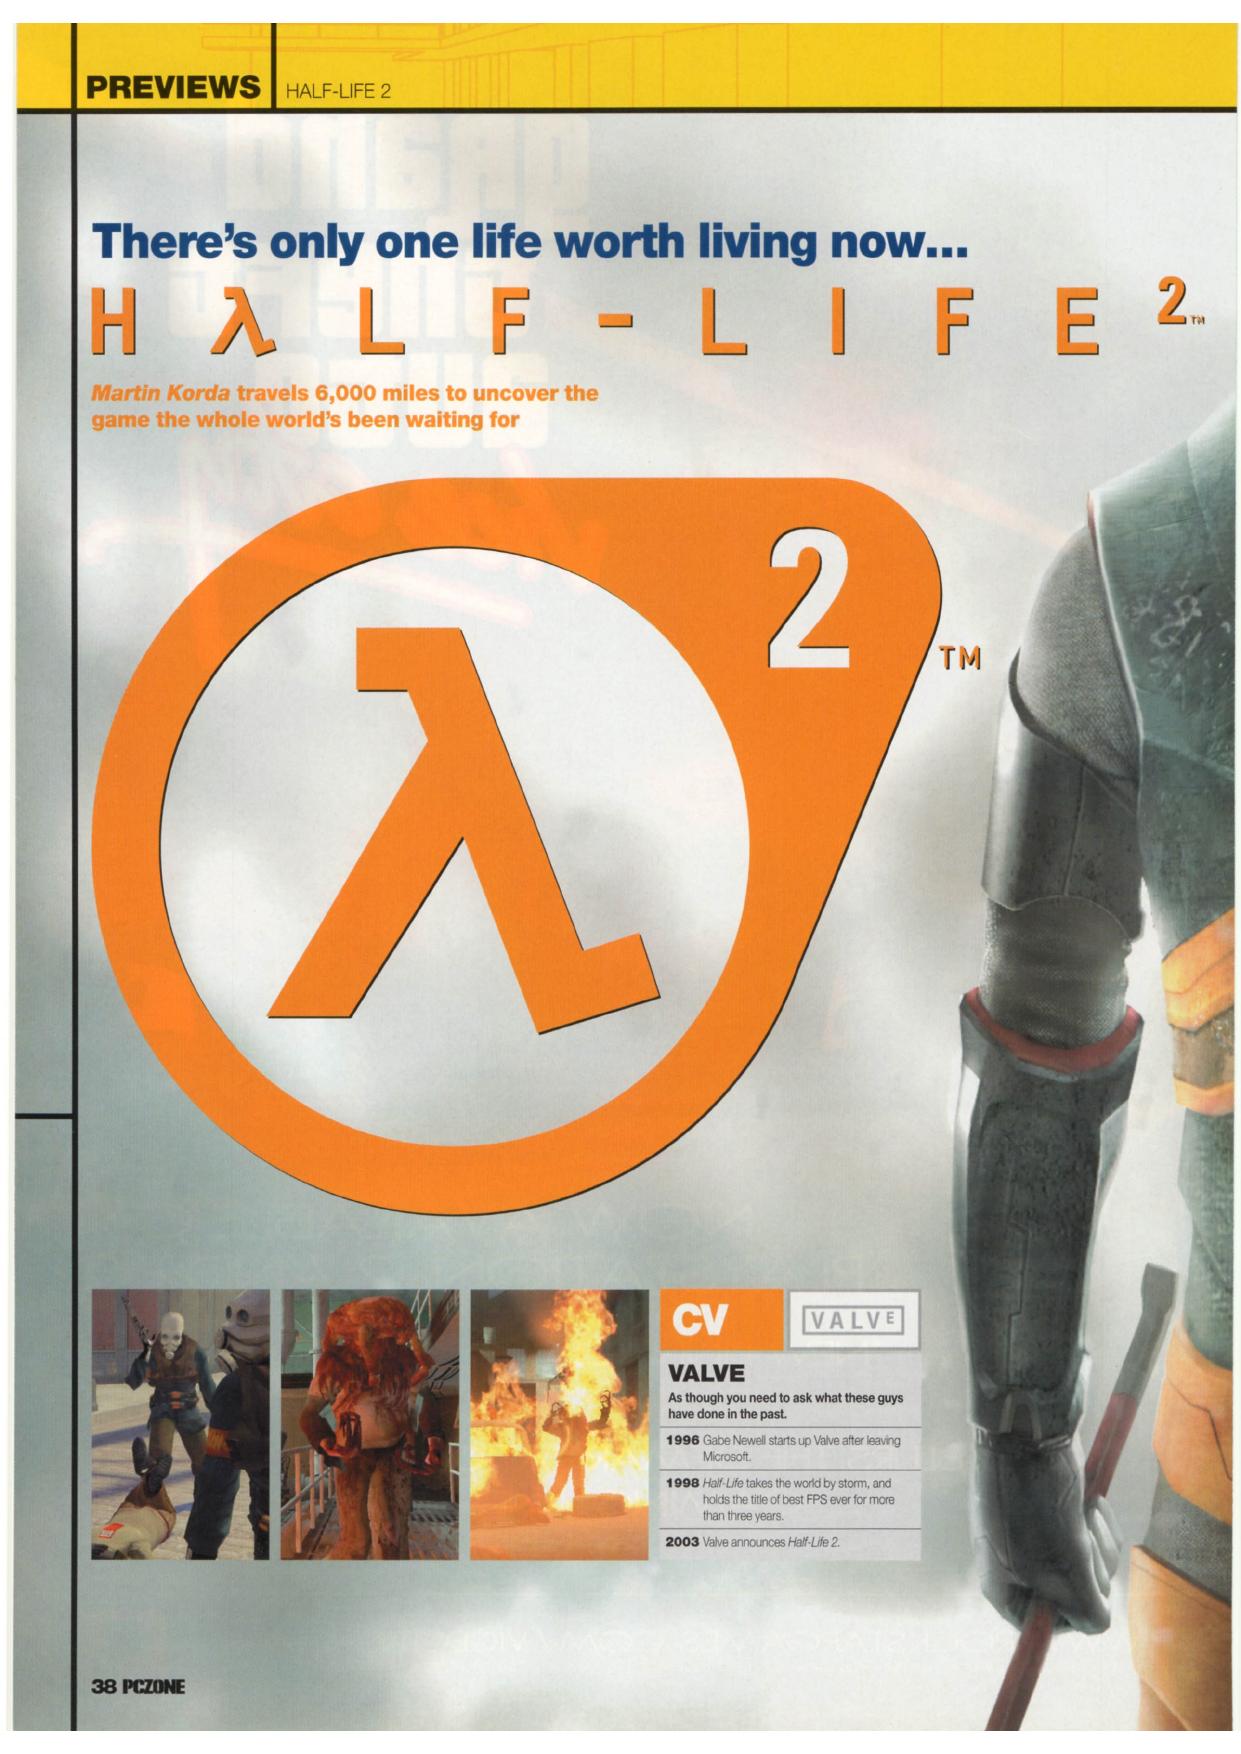 PREVIEWS
HALF-LIFE 2
There's only one life worth living now...
HλLF-LIFE 2 ™
Martin Korda travels 6,000 miles to uncover the
game the whole world's been waiting for
λ
2
TM
CV
VALVE
VALVE
As though you need to ask what these guys
have done in the past.
1996 Gabe Newell starts up Valve after leaving
Microsoft.
1998 Half-Life takes the world by storm, and
holds the title of best FPS ever for more
than three years.
2003 Valve announces Half-Life 2.
38 PCZONE